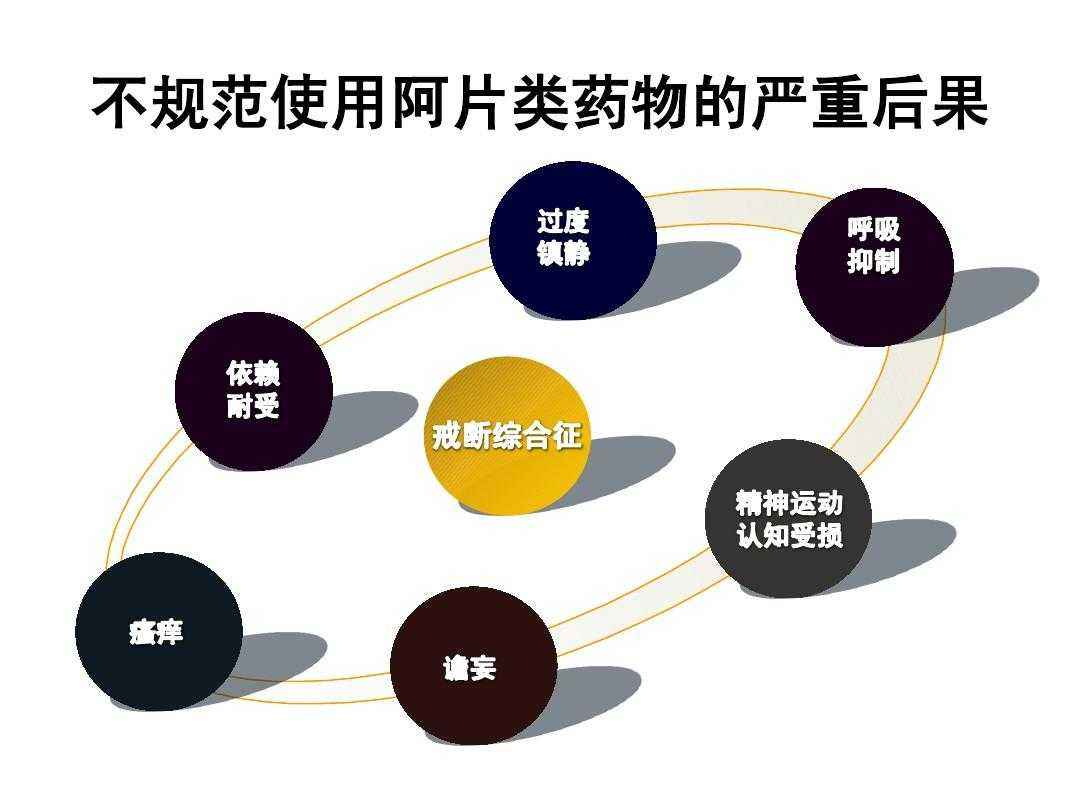 不规范使用阿片类药物的严重后果
过度
镇静
呼吸
抑制
依赖
耐受
戒断综合征
精神运动
认知受损
瘙痒
谵妄